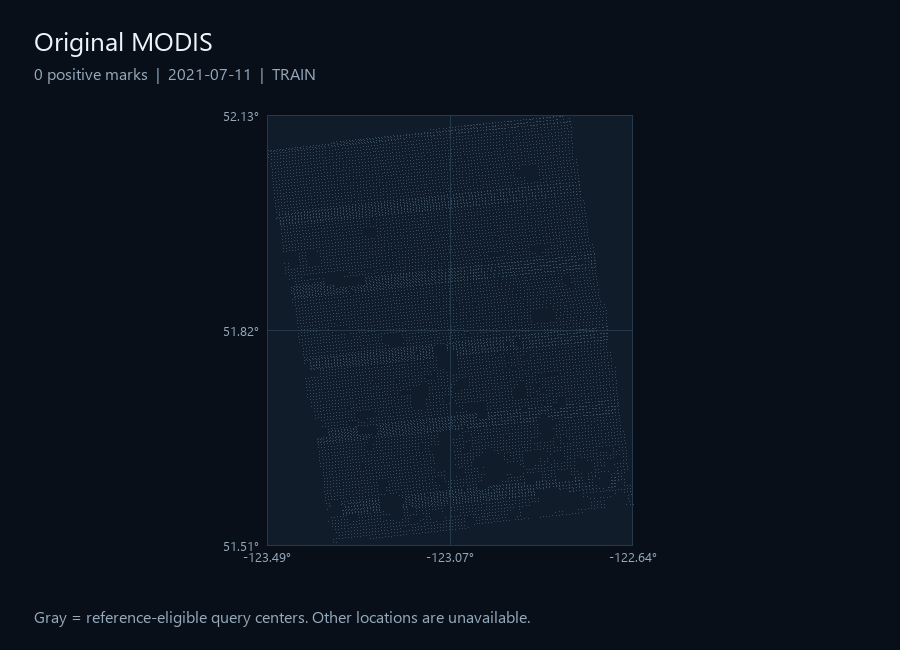 Original MODIS
0 positive marks | 2021-07-11 | TRAIN
52.13°
51.82°
51.51°
-123.49° -123.07° -122.64°
Gray = reference-eligible query centers. Other locations are unavailable.